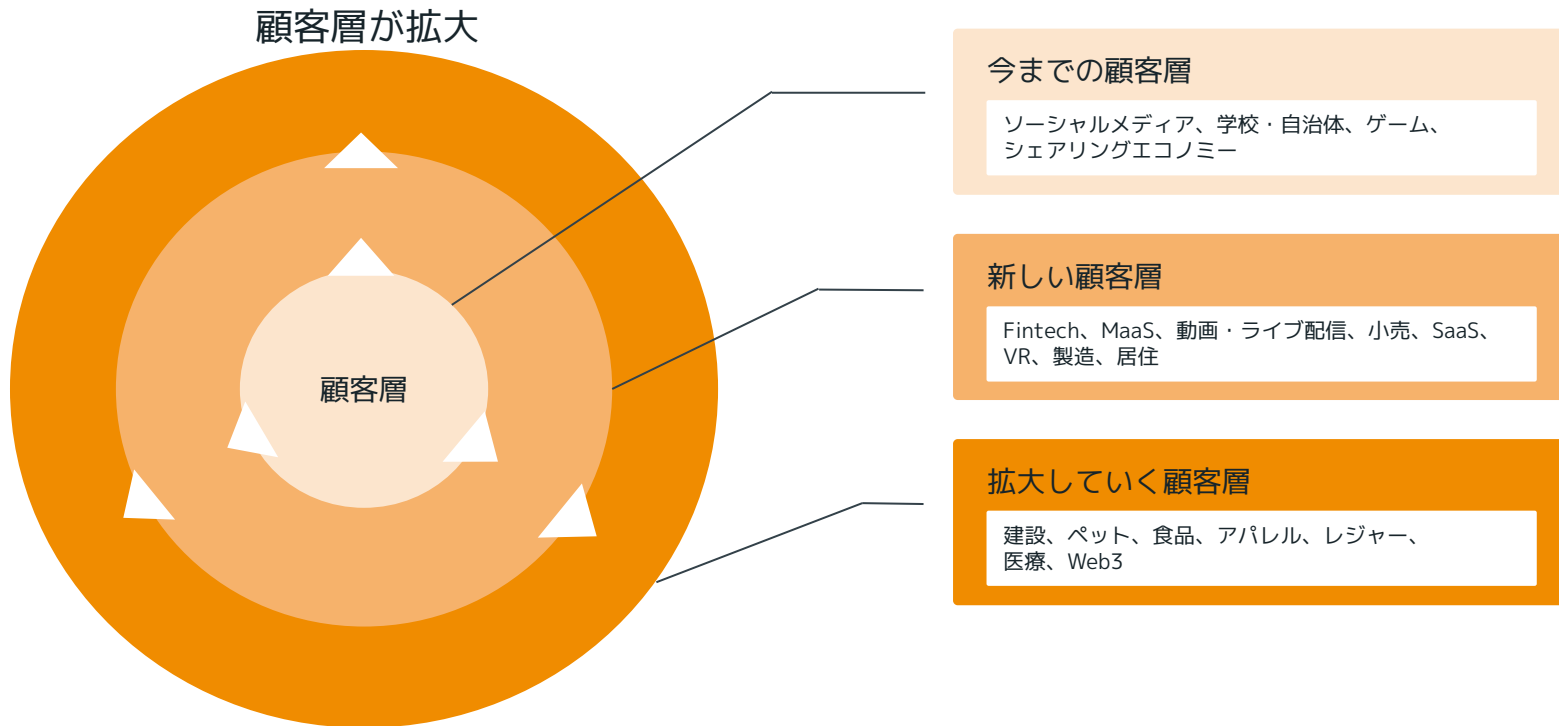 顧客層が拡大
顧客層
今までの顧客層
ソーシャルメディア、学校・自治体、ゲーム、
シェアリングエコノミー
新しい顧客層
Fintech、MaaS、動画・ライブ配信、小売、SaaS、
VR、製造、居住
拡大していく顧客層
建設、ペット、食品、アパレル、レジャー、
医療、Web3